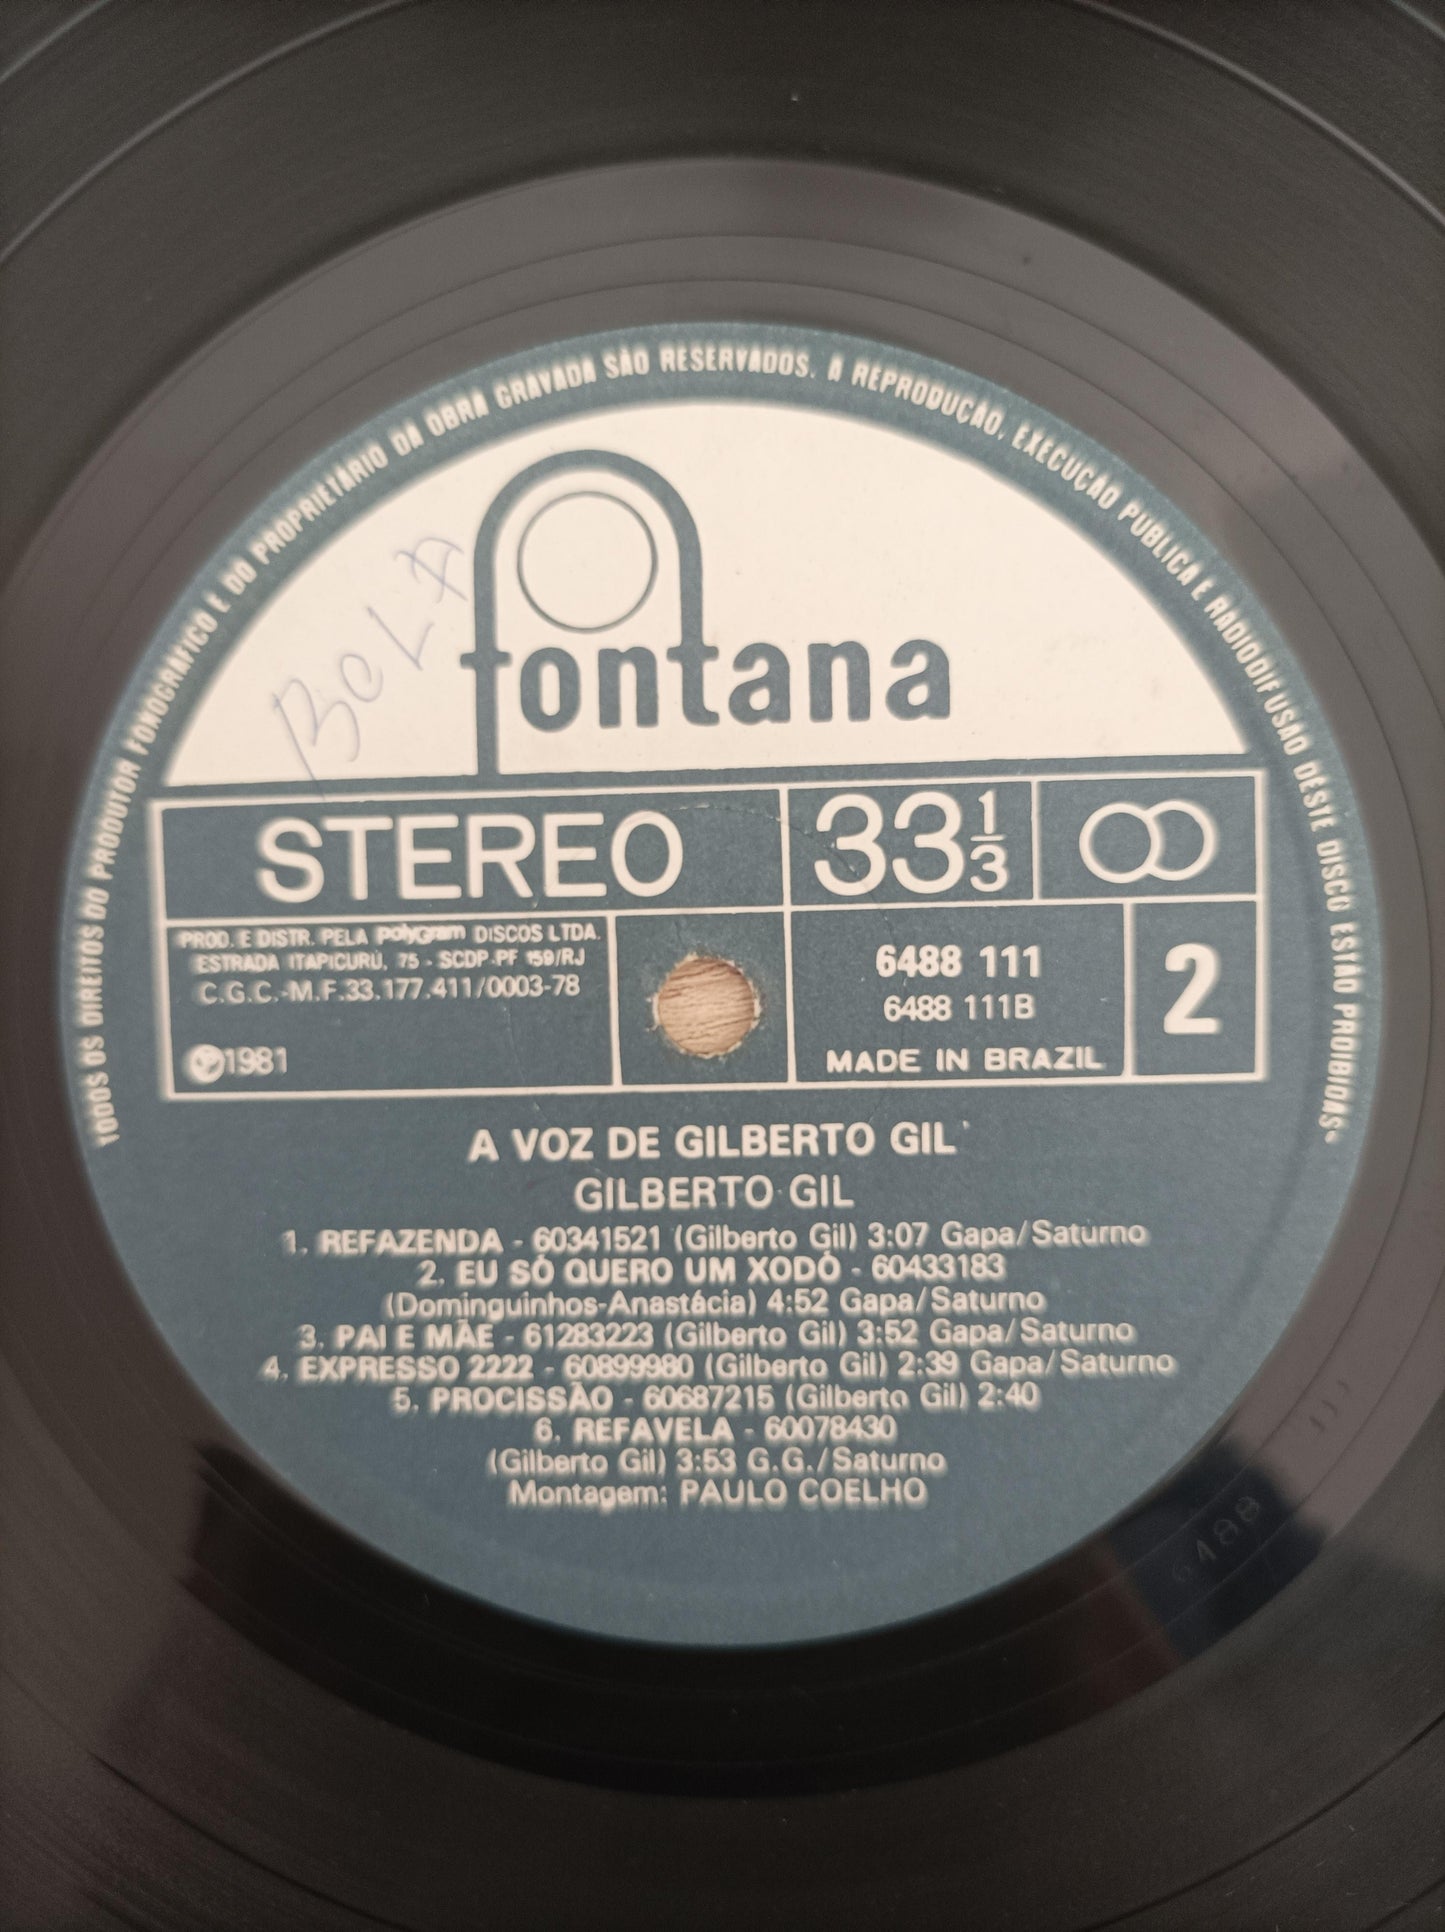 TODOS OS DIREITOS DO PRODUTOR FONOGRÁFICO E DO PROPRIETÁRIO DA OBRA GRAVADA SÃO RESERVADOS. A REPRODUÇÃO, EXECUÇÃO PÚBLICA E RADIODIFUSÃO DÊSTE DISCO ESTÃO PROIBIDAS
BeLA
fontana
STEREO
33 1/3
PROD. E DISTR. PELA polyGram DISCOS LTDA.
ESTRADA ITAPICURÚ, 75 - SCDP.PF 159/RJ
C.G.C.-M.F.33.177.411/0003-78
Ⓟ1981
6488 111
6488 111B
MADE IN BRAZIL
2
A VOZ DE GILBERTO GIL
GILBERTO GIL
1. REFAZENDA - 60341521 (Gilberto Gil) 3:07 Gapa/Saturno
2. EU SÓ QUERO UM XODÓ - 60433183
(Dominguinhos-Anastácia) 4:52 Gapa/Saturno
3. PAI E MÃE - 61283223 (Gilberto Gil) 3:52 Gapa/Saturno
4. EXPRESSO 2222 - 60899980 (Gilberto Gil) 2:39 Gapa/Saturno
5. PROCISSÃO - 60687215 (Gilberto Gil) 2:40
6. REFAVELA - 60078430
(Gilberto Gil) 3:53 G.G./Saturno
Montagem: PAULO COELHO
6488